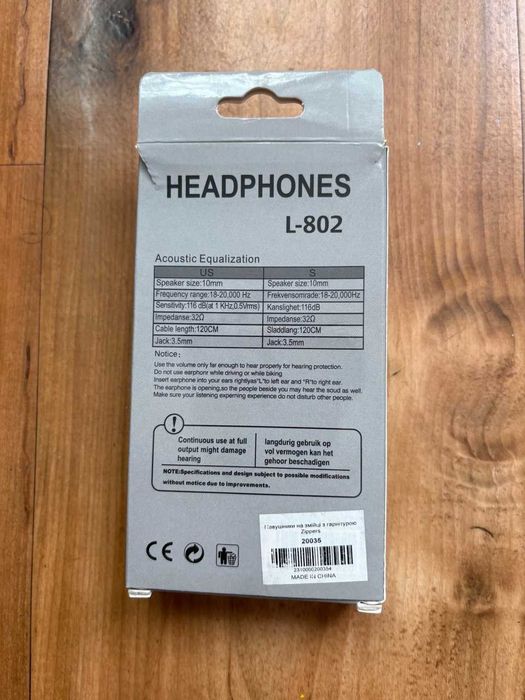 HEADPHONES
L-802
Acoustic Equalization
US S
Speaker size:10mm Speaker size:10mm
Frequency range:18-20,000 Hz Frekvensomrade:18-20,000Hz
Sensitivity:116 dB(at 1 KHz,0.5Vrms) Kanslighet:116dB
Impedanse:32Ω Impedanse:32Ω
Cable length:120CM Sladdlang:120CM
Jack:3.5mm Jack:3.5mm
Notice:
Use the volume only far enough to hear properly for hearing protection.
Do not use earphonr while driving or while biking
Insert earphone into your ears rightiyas"L"to left ear and "R"to righ ear.
The earphone is opening,so the people beside you may hear the soud as well.
Make sure your listening experning experience do not disturb other people.
!
Continuous use at full
output might damage
hearing
langdurig gebruik op
vol vermogen kan het
gehoor beschadigen
NOTE:Specifications and design subject to possible modifications
without motice due to improvements.
CE
Навушники на змійці з гарнітурою
Zippers
20035
2310000200354
MADE IN CHINA